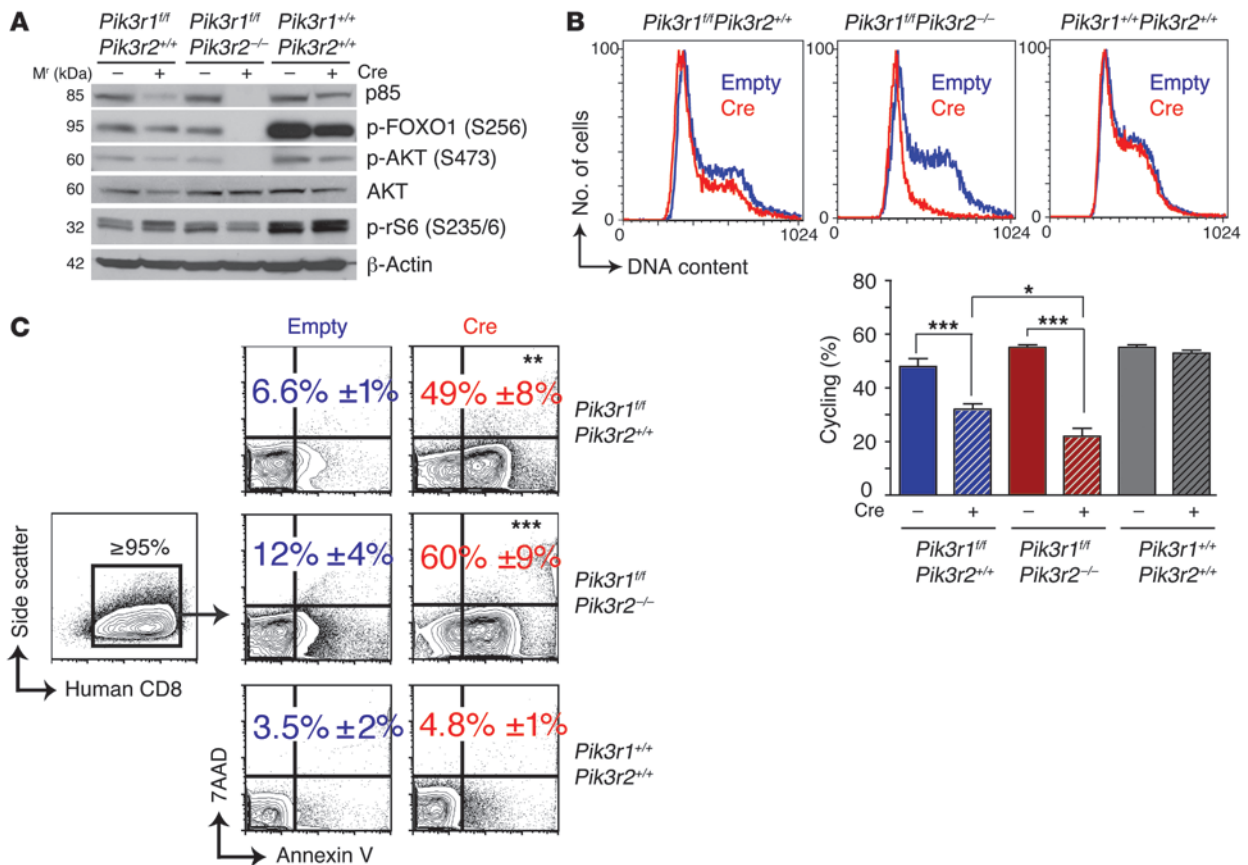 A
Pik3r1f/f Pik3r1f/f Pik3r1+/+
Pik3r2+/+ Pik3r2–/– Pik3r2+/+
Mr (kDa) – + – + – + Cre
85 p85
95 p-FOXO1 (S256)
60 p-AKT (S473)
60 AKT
32 p-rS6 (S235/6)
42 β-Actin
B
Pik3r1f/fPik3r2+/+ Pik3r1f/fPik3r2–/– Pik3r1+/+Pik3r2+/+
100 100 100
Empty Empty Empty
Cre Cre Cre
No. of cells
0 1024 0 1024 0 1024
DNA content
80
60
40
20
0
Cycling (%)
*
*** ***
Cre – + – + – +
Pik3r1f/f Pik3r1f/f Pik3r1+/+
Pik3r2+/+ Pik3r2–/– Pik3r2+/+
C
Empty Cre
**
6.6% ±1% 49% ±8%
Pik3r1f/f
Pik3r2+/+
≥95%
Side scatter
Human CD8
***
12% ±4% 60% ±9%
Pik3r1f/f
Pik3r2–/–
3.5% ±2% 4.8% ±1%
Pik3r1+/+
Pik3r2+/+
7AAD
Annexin V